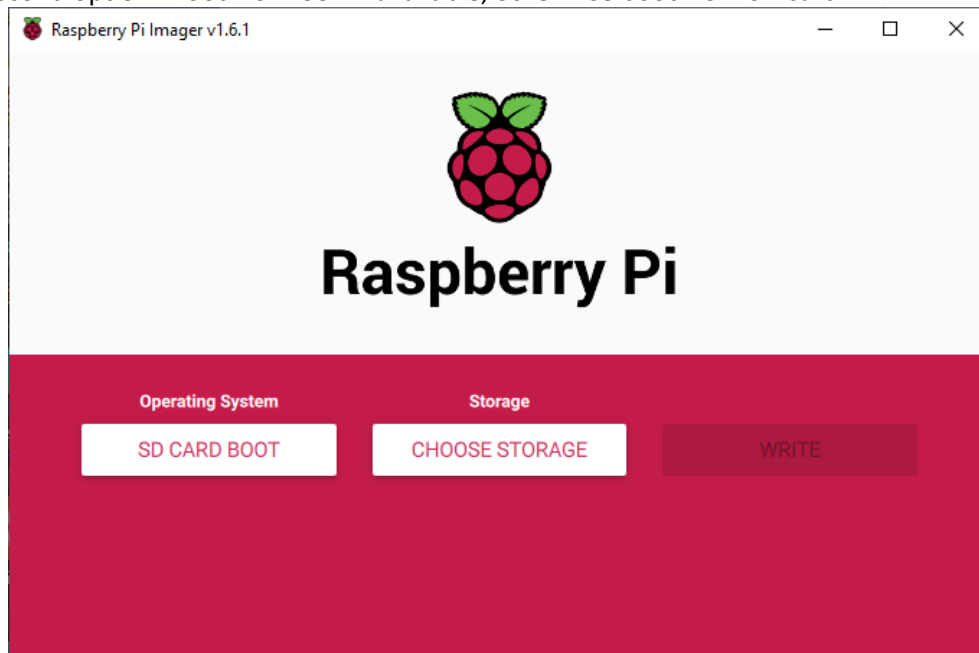 Raspberry Pi Imager v1.6.1
Raspberry Pi
Operating System
Storage
SD CARD BOOT
CHOOSE STORAGE
WRITE